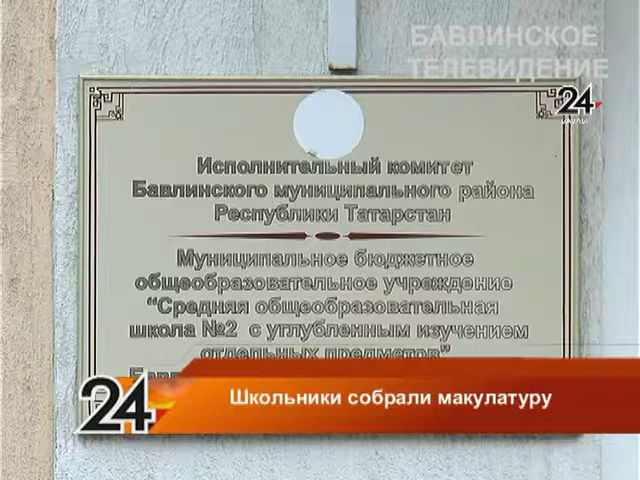 БАВЛИНСКОЕ
ТЕЛЕВИДЕНИЕ
24
Исполнительный комитет
Бавлинского муниципального района
Республики Татарстан
Муниципальное бюджетное
общеобразовательное учреждение
“Средняя общеобразовательная
школа №2 с углубленным изучением
отдельных предметов”
24
Школьники собрали макулатуру